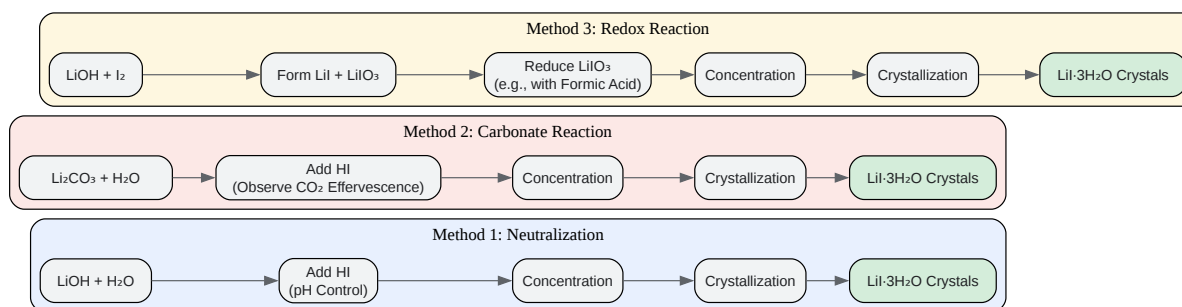 Method 3: Redox Reaction
LiOH + I₂
Form LiI + LiIO₃
Reduce LiIO₃
(e.g., with Formic Acid)
Concentration
Crystallization
LiI·3H₂O Crystals
Method 2: Carbonate Reaction
Li₂CO₃ + H₂O
Add HI
(Observe CO₂ Effervescence)
Concentration
Crystallization
LiI·3H₂O Crystals
Method 1: Neutralization
LiOH + H₂O
Add HI
(pH Control)
Concentration
Crystallization
LiI·3H₂O Crystals